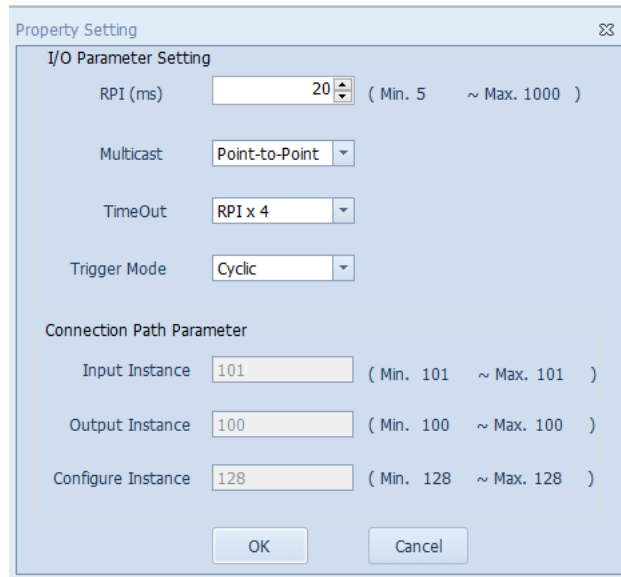 Property Setting
I/O Parameter Setting
RPI (ms) 20 ( Min. 5 ~ Max. 1000 )
Multicast Point-to-Point
TimeOut RPI x 4
Trigger Mode Cyclic
Connection Path Parameter
Input Instance 101 ( Min. 101 ~ Max. 101 )
Output Instance 100 ( Min. 100 ~ Max. 100 )
Configure Instance 128 ( Min. 128 ~ Max. 128 )
OK Cancel